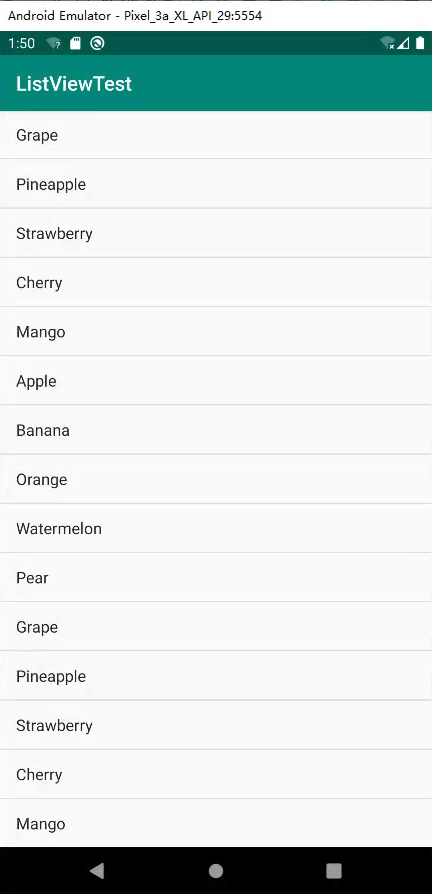 Android Emulator - Pixel_3a_XL_API_29:5554
1:50
ListViewTest
Grape
Pineapple
Strawberry
Cherry
Mango
Apple
Banana
Orange
Watermelon
Pear
Grape
Pineapple
Strawberry
Cherry
Mango